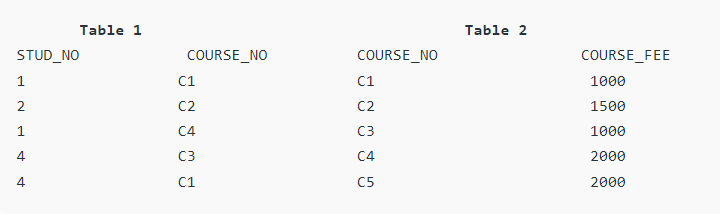 Table 1 Table 2
STUD_NO COURSE_NO COURSE_NO COURSE_FEE
1 C1 C1 1000
2 C2 C2 1500
1 C4 C3 1000
4 C3 C4 2000
4 C1 C5 2000